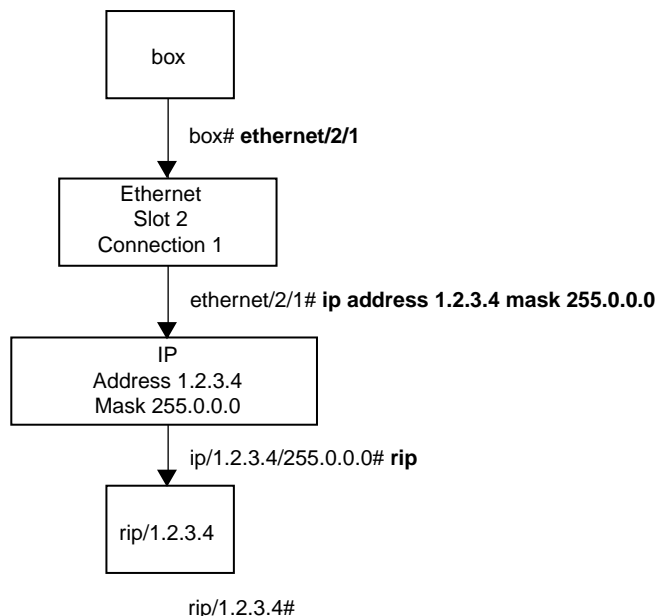 box
box# ethernet/2/1
Ethernet
Slot 2
Connection 1
ethernet/2/1# ip address 1.2.3.4 mask 255.0.0.0
IP
Address 1.2.3.4
Mask 255.0.0.0
ip/1.2.3.4/255.0.0.0# rip
rip/1.2.3.4
rip/1.2.3.4#